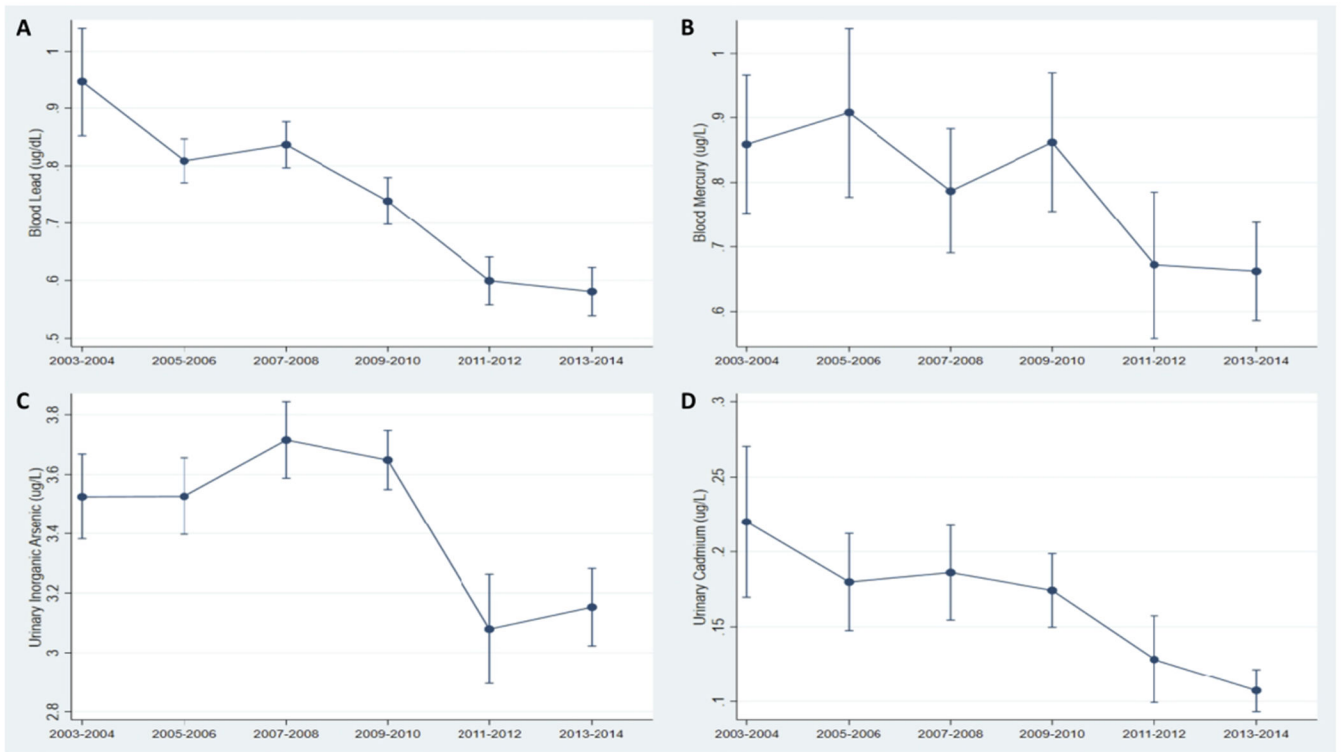 A
Blood Lead (ug/dL)
1
.9
.8
.7
.6
.5
2003-2004 2005-2006 2007-2008 2009-2010 2011-2012 2013-2014
B
Blood Mercury (ug/L)
1
.9
.8
.7
.6
2003-2004 2005-2006 2007-2008 2009-2010 2011-2012 2013-2014
C
Urinary Inorganic Arsenic (ug/L)
3.8
3.6
3.4
3.2
3
2.8
2003-2004 2005-2006 2007-2008 2009-2010 2011-2012 2013-2014
D
Urinary Cadmium (ug/L)
.3
.25
.2
.15
.1
2003-2004 2005-2006 2007-2008 2009-2010 2011-2012 2013-2014